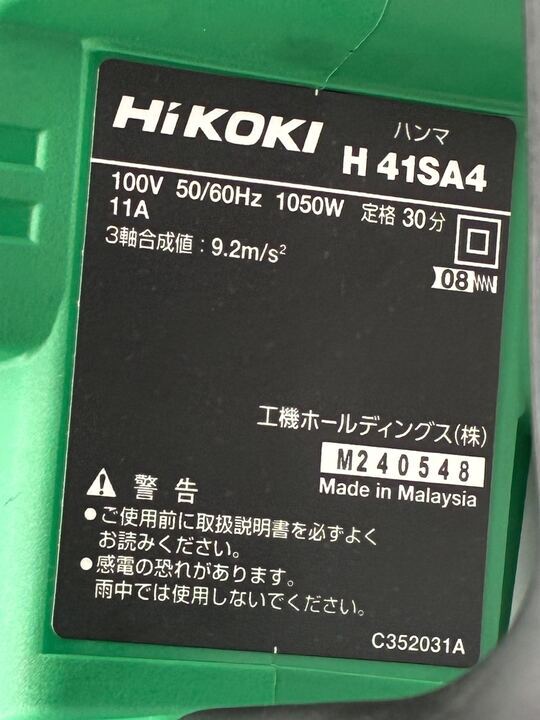 HiKOKI
ハンマ
H 41SA4
100V 50/60Hz 1050W 定格 30分
11A
3軸合成値：9.2m/s²
08
工機ホールディングス(株)
M240548
Made in Malaysia
警告
●ご使用前に取扱説明書を必ずよく
お読みください。
●感電の恐れがあります。
雨中では使用しないでください。
C352031A